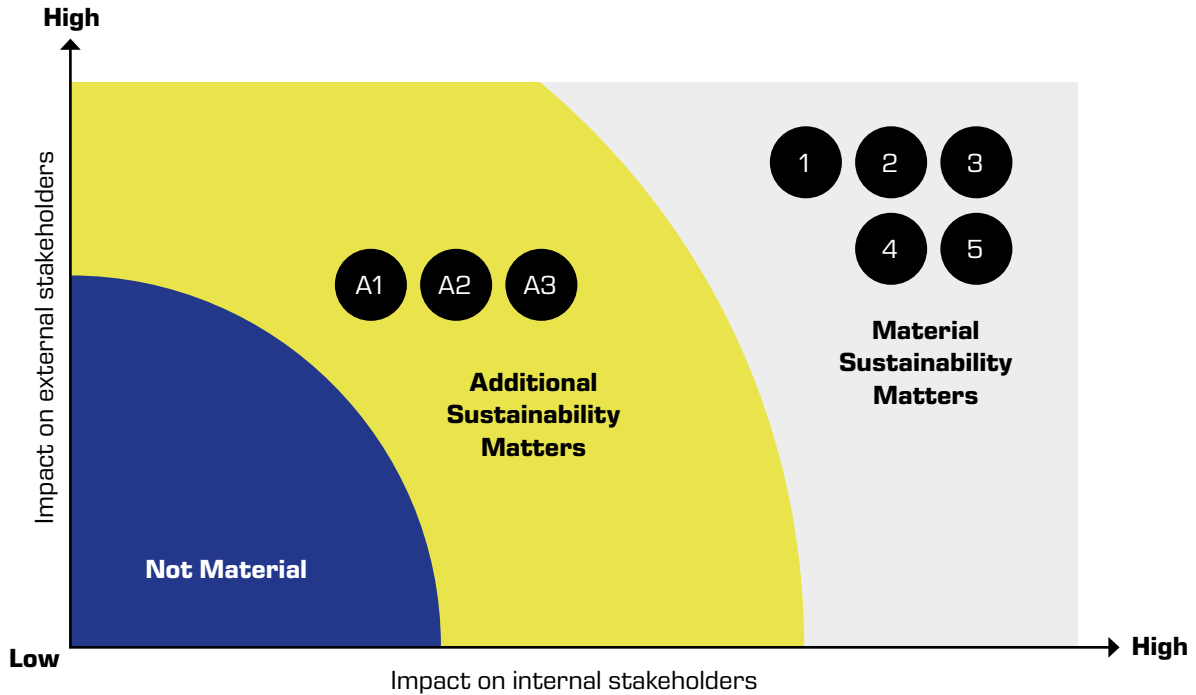 High
Impact on external stakeholders
1
2
3
4
5
A1
A2
A3
Material
Sustainability
Matters
Additional
Sustainability
Matters
Not Material
Low
High
Impact on internal stakeholders